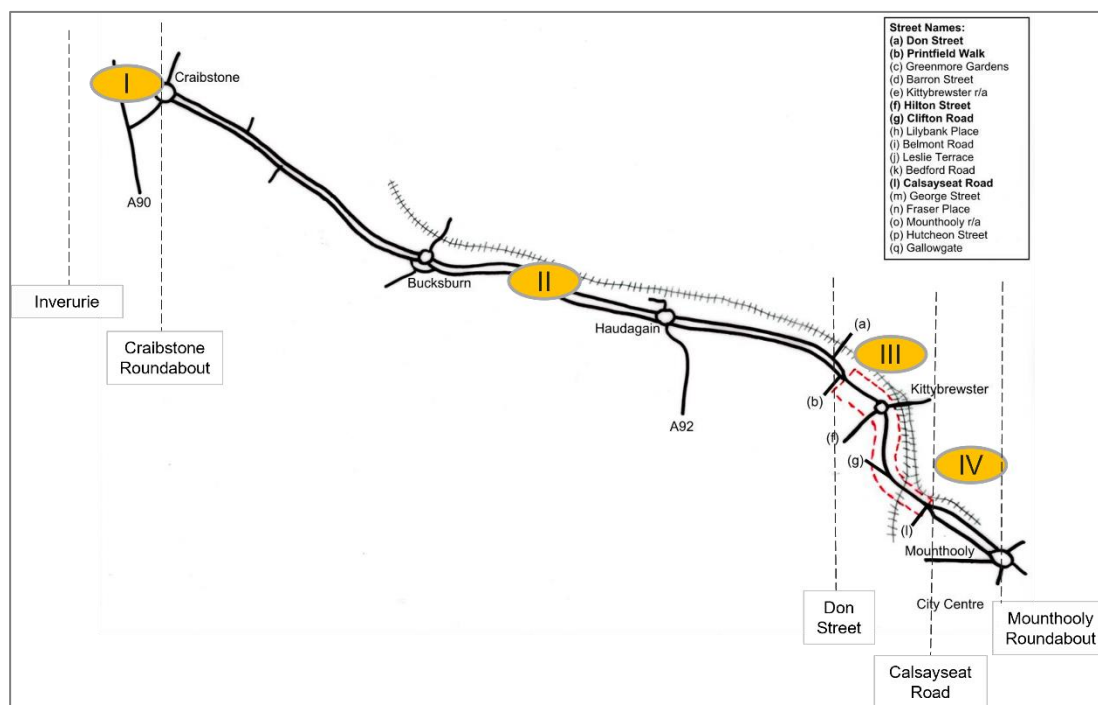 Street Names:
(a) Don Street
(b) Printfield Walk
(c) Greenmore Gardens
(d) Barron Street
(e) Kittybrewster r/a
(f) Hilton Street
(g) Clifton Road
(h) Lilybank Place
(i) Belmont Road
(j) Leslie Terrace
(k) Bedford Road
(l) Calsayseat Road
(m) George Street
(n) Fraser Place
(o) Mounthooly r/a
(p) Hutcheon Street
(q) Gallowgate
I
Craibstone
A90
Bucksburn
II
Haudagain
A92
(a)
III
(b)
Kittybrewster
(f)
(g)
IV
(l)
Mounthooly
City Centre
Inverurie
Craibstone
Roundabout
Don
Street
Calsayseat
Road
Mounthooly
Roundabout